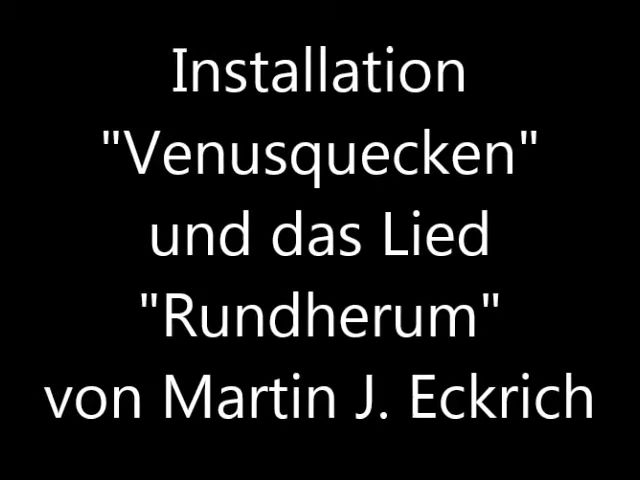 Installation
"Venusquecken"
und das Lied
"Rundherum"
von Martin J. Eckrich